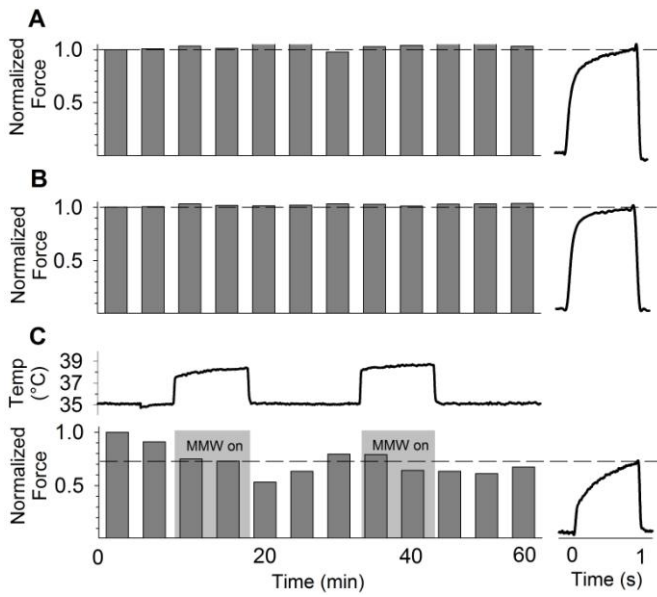 A
Normalized
Force
1.0
0.5
B
Normalized
Force
1.0
0.5
C
Temp
(°C)
39
37
35
Normalized
Force
1.0
0.5
MMW on
MMW on
0
20
40
60
Time (min)
0
1
Time (s)